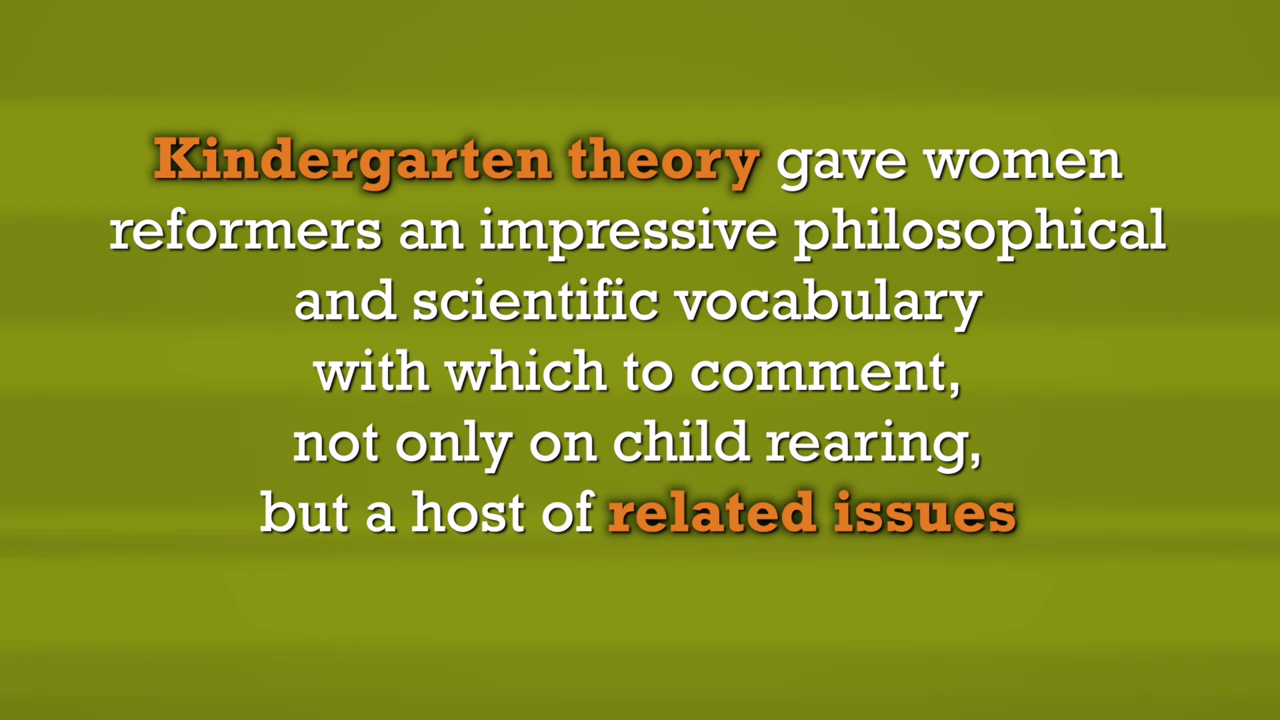 Kindergarten theory gave women
reformers an impressive philosophical
and scientific vocabulary
with which to comment,
not only on child rearing,
but a host of related issues